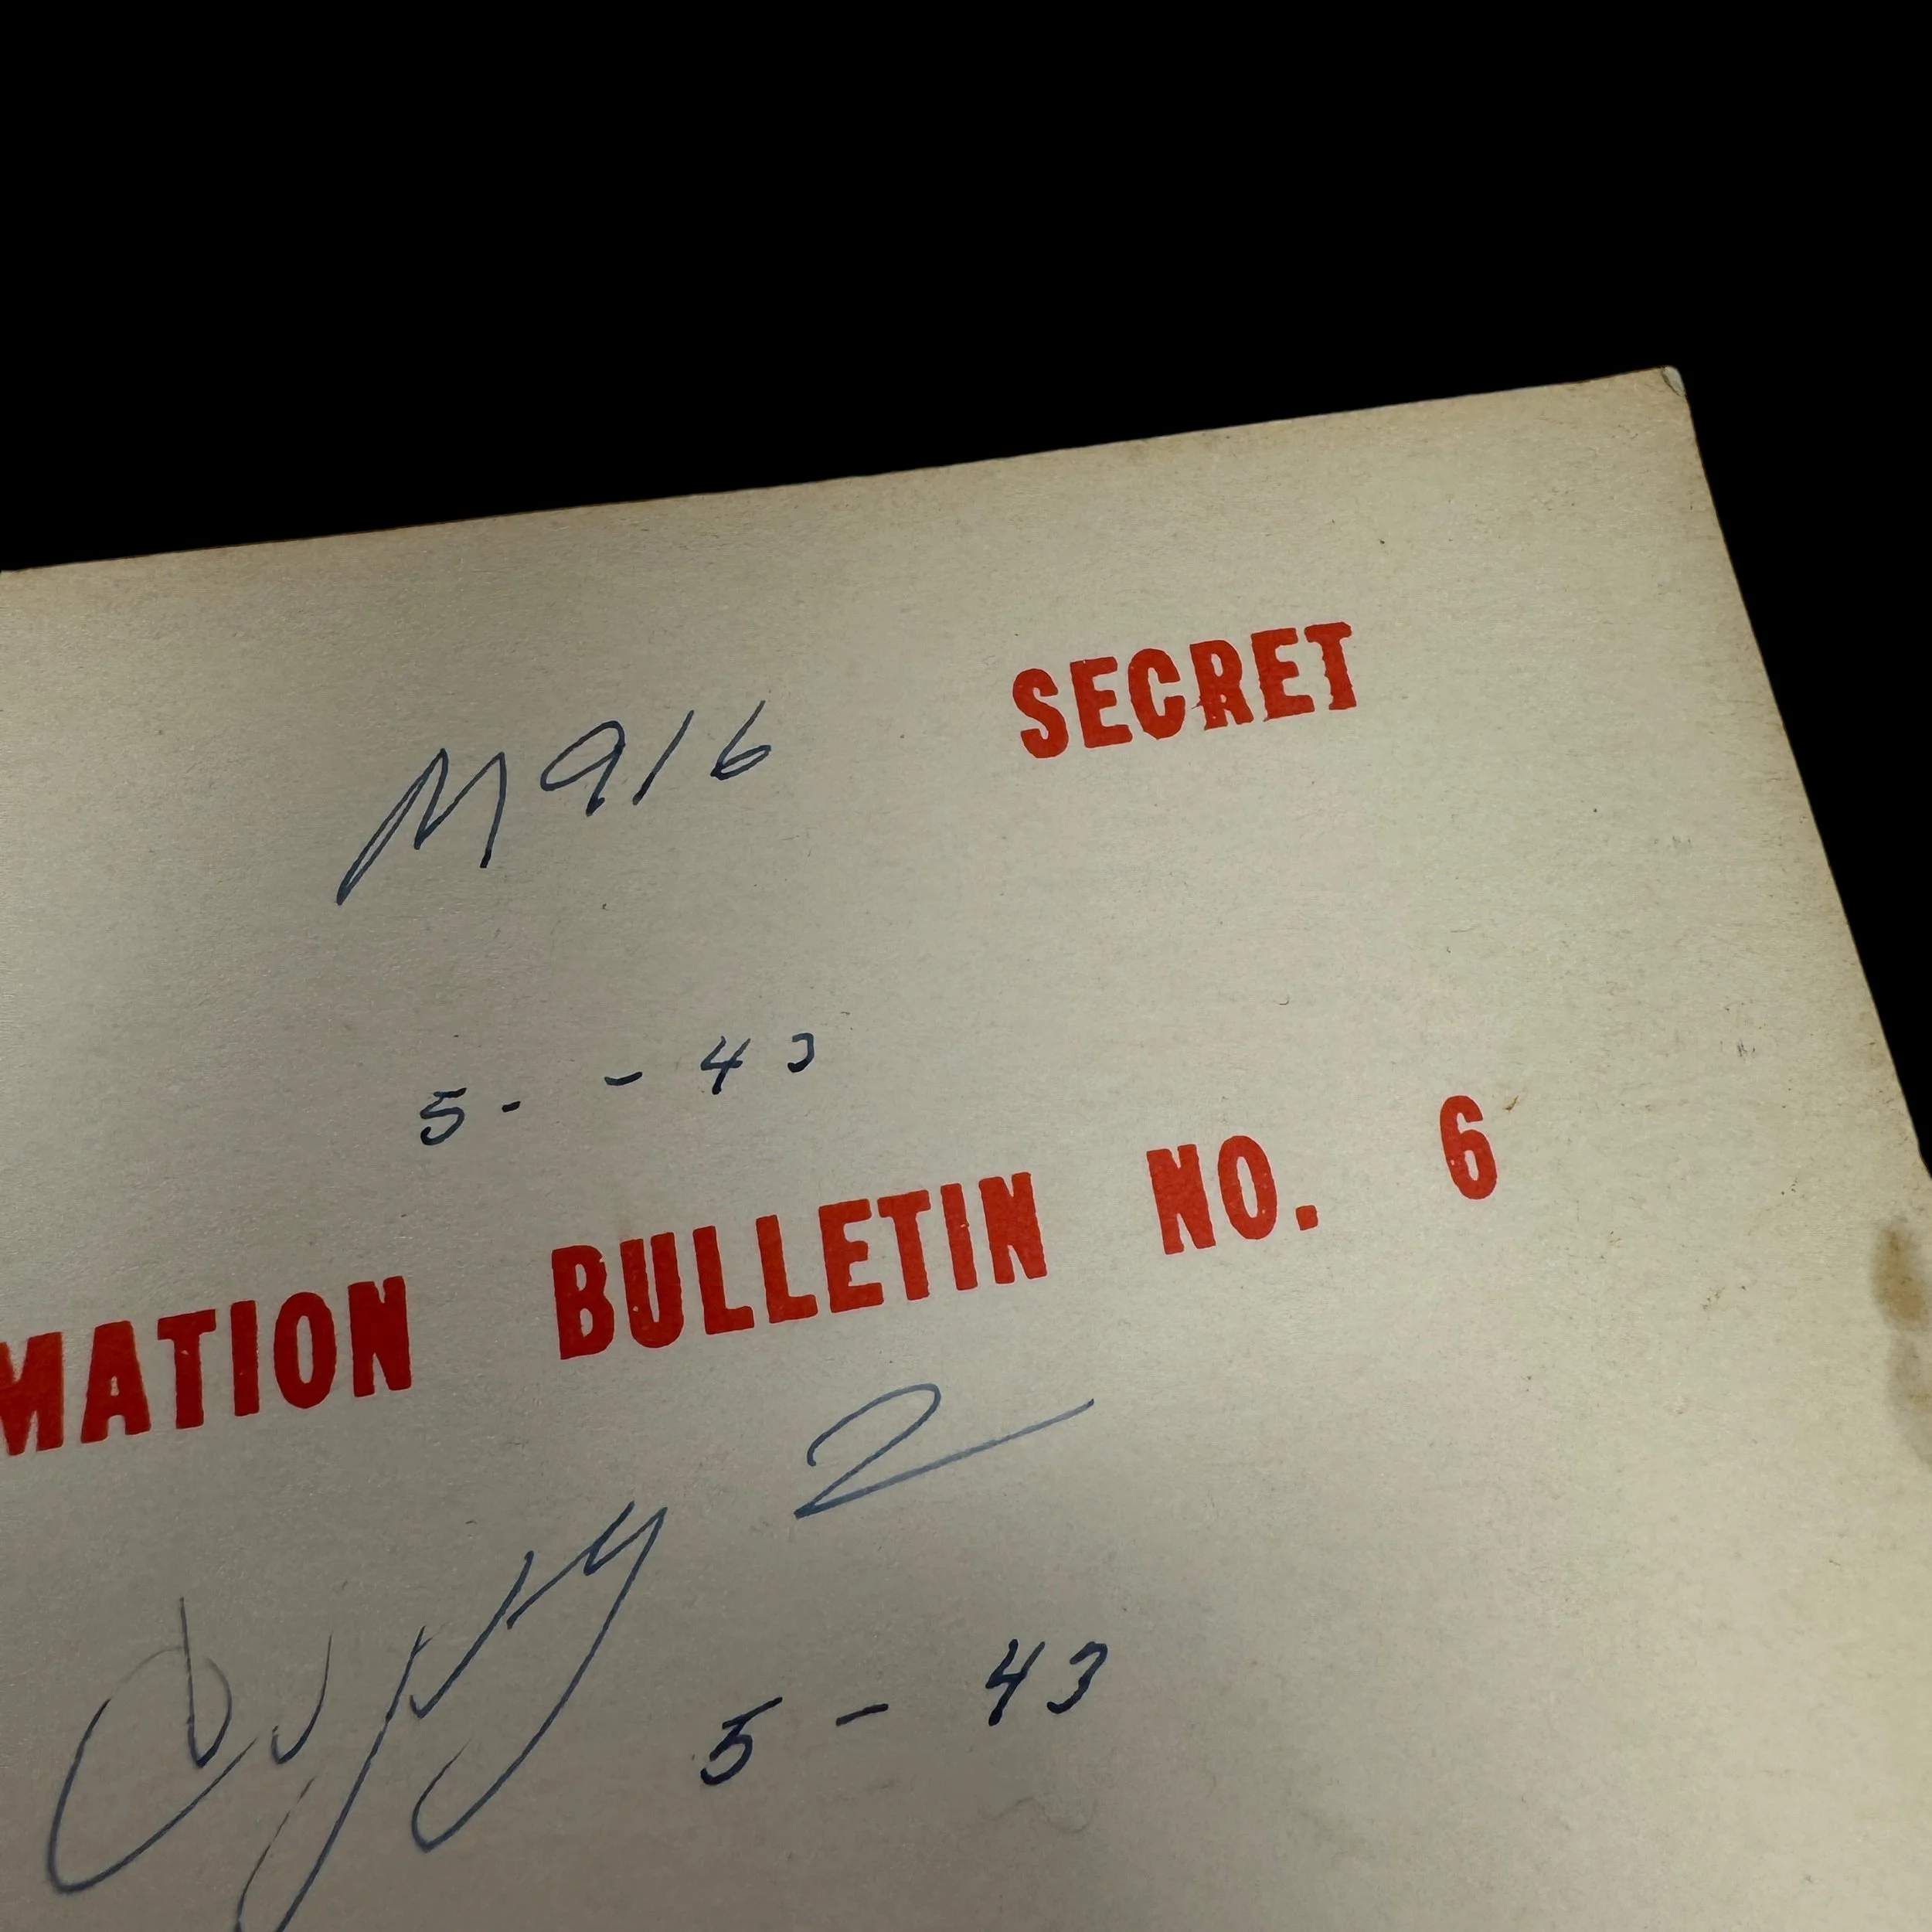 SECRET
M916
5- -43
MATION BULLETIN NO. 6
Copy 2
5-43